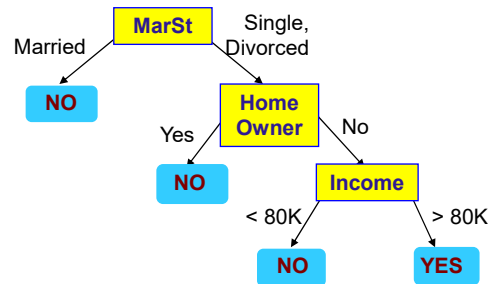 MarSt
Single,
Divorced
Married
NO
Home
Owner
Yes
No
NO
Income
< 80K
> 80K
NO
YES